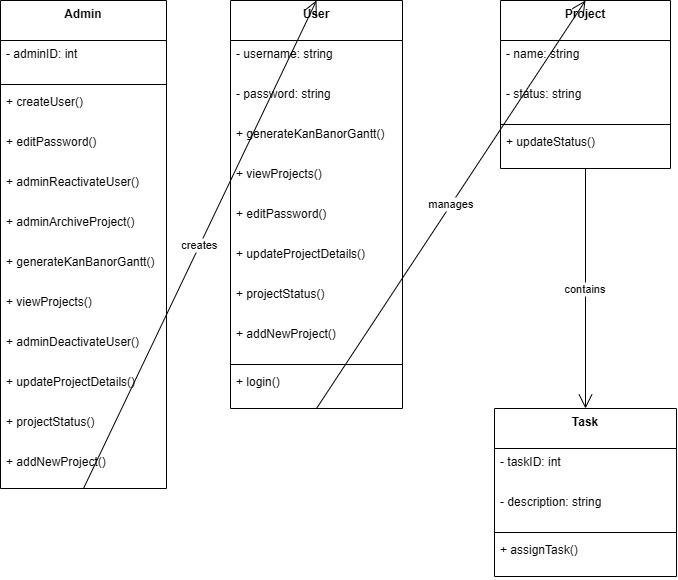 Admin
- adminID: int
+ createUser()
+ editPassword()
+ adminReactivateUser()
+ adminArchiveProject()
+ generateKanBanorGantt()
+ viewProjects()
+ adminDeactivateUser()
+ updateProjectDetails()
+ projectStatus()
+ addNewProject()
creates
User
- username: string
- password: string
+ generateKanBanorGantt()
+ viewProjects()
+ editPassword()
+ updateProjectDetails()
+ projectStatus()
+ addNewProject()
+ login()
manages
Project
- name: string
- status: string
+ updateStatus()
contains
Task
- taskID: int
- description: string
+ assignTask()